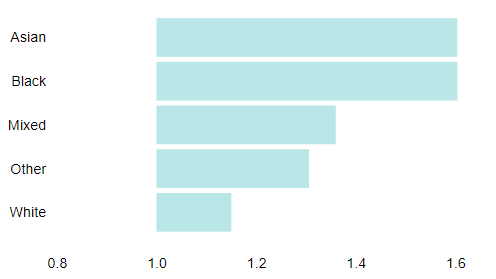 Asian
Black
Mixed
Other
White
0.8 1.0 1.2 1.4 1.6